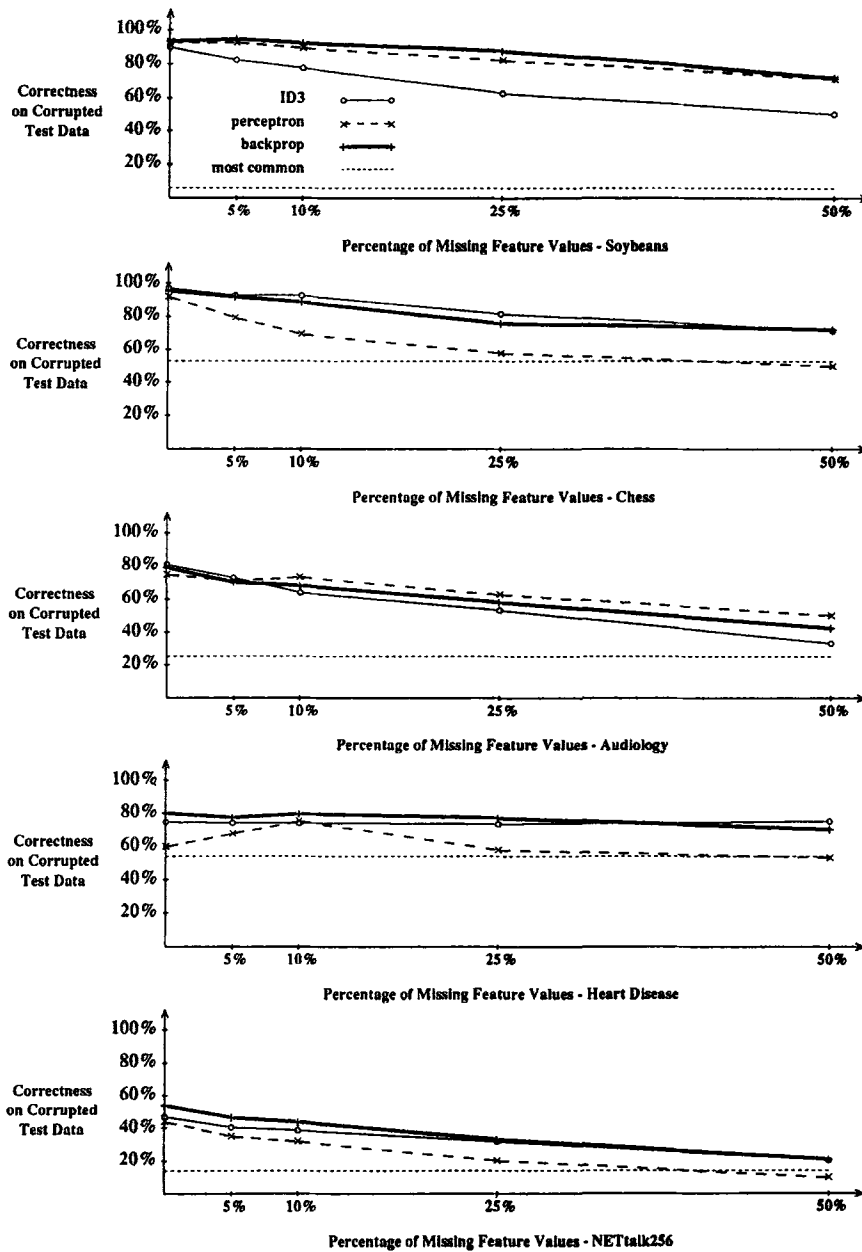 100%
80%
60%
40%
20%
Correctness
on Corrupted
Test Data
ID3
perceptron
backprop
most common
5% 10% 25% 50%
Percentage of Missing Feature Values - Soybeans
100%
80%
60%
40%
20%
Correctness
on Corrupted
Test Data
5% 10% 25% 50%
Percentage of Missing Feature Values - Chess
100%
80%
60%
40%
20%
Correctness
on Corrupted
Test Data
5% 10% 25% 50%
Percentage of Missing Feature Values - Audiology
100%
80%
60%
40%
20%
Correctness
on Corrupted
Test Data
5% 10% 25% 50%
Percentage of Missing Feature Values - Heart Disease
100%
80%
60%
40%
20%
Correctness
on Corrupted
Test Data
5% 10% 25% 50%
Percentage of Missing Feature Values - NETtalk256